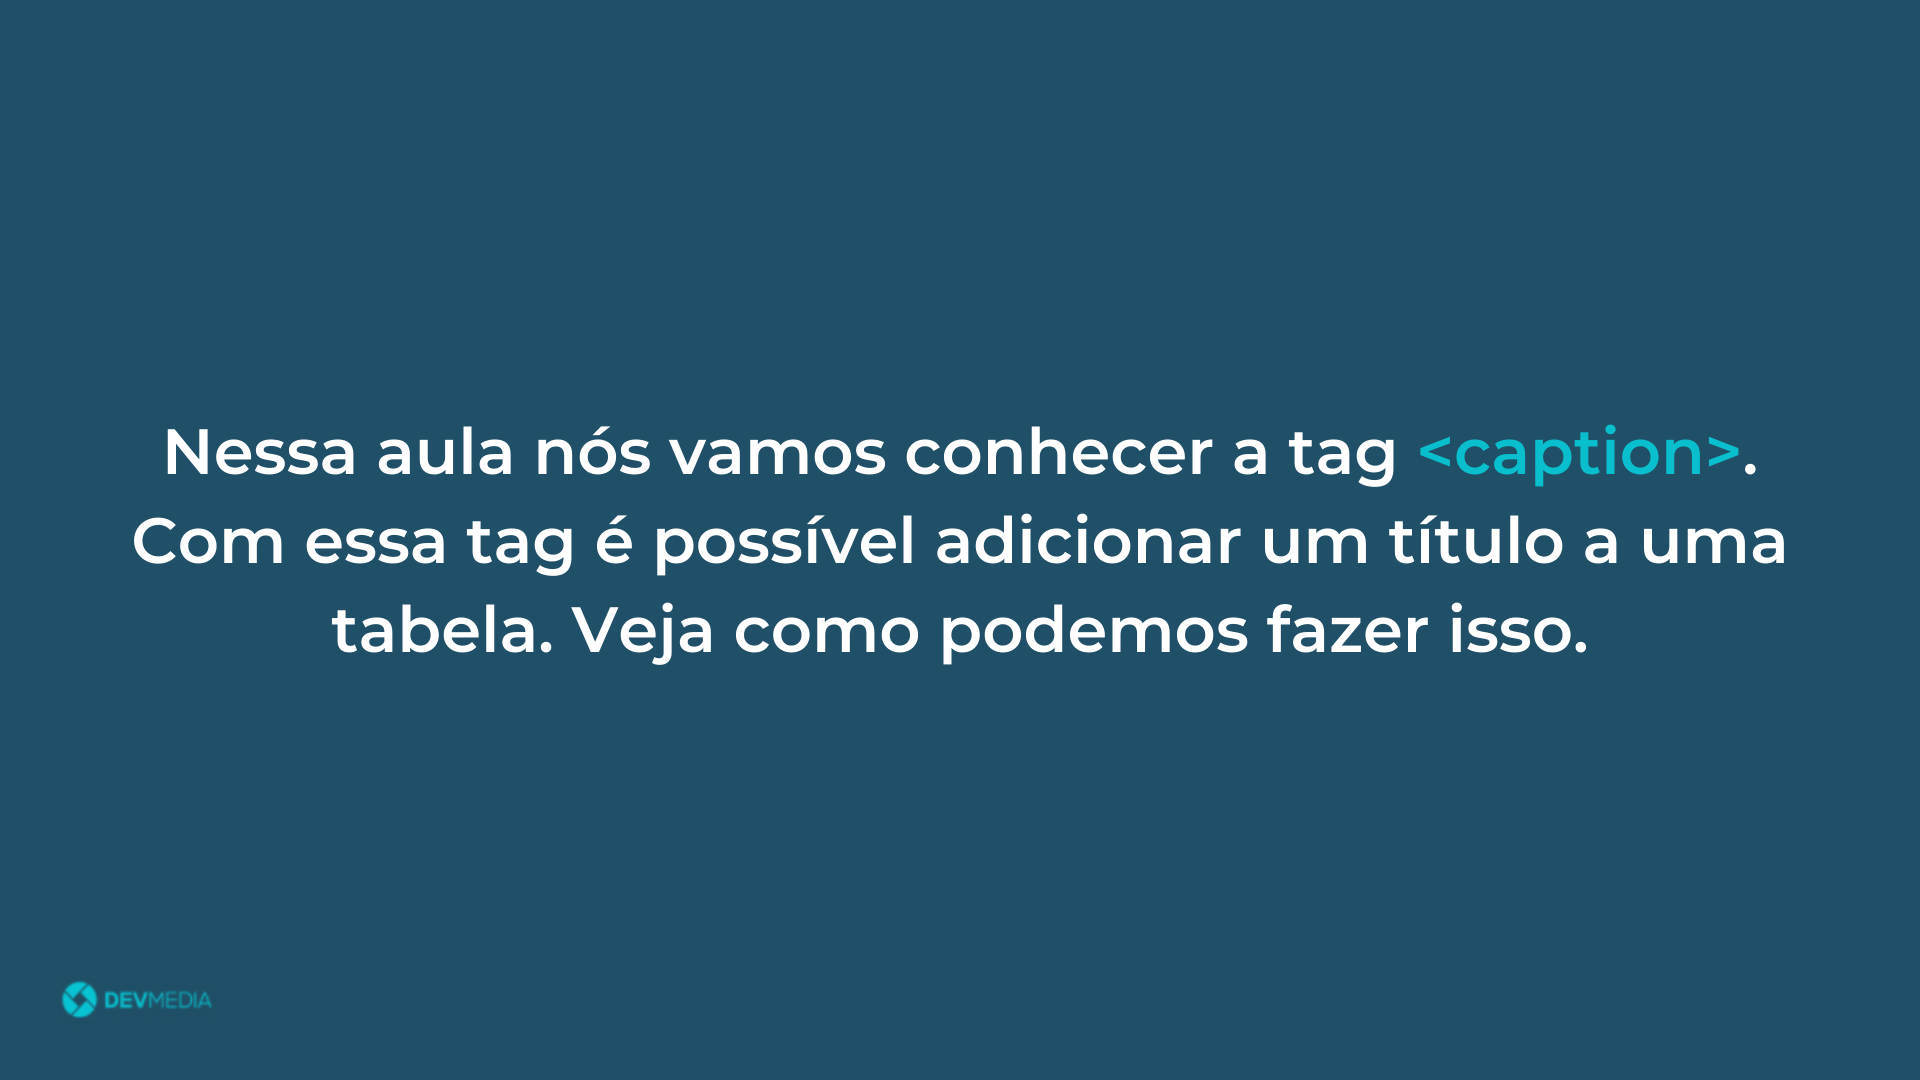 Nessa aula nós vamos conhecer a tag <caption>.
Com essa tag é possível adicionar um título a uma
tabela. Veja como podemos fazer isso.
DEVMEDIA